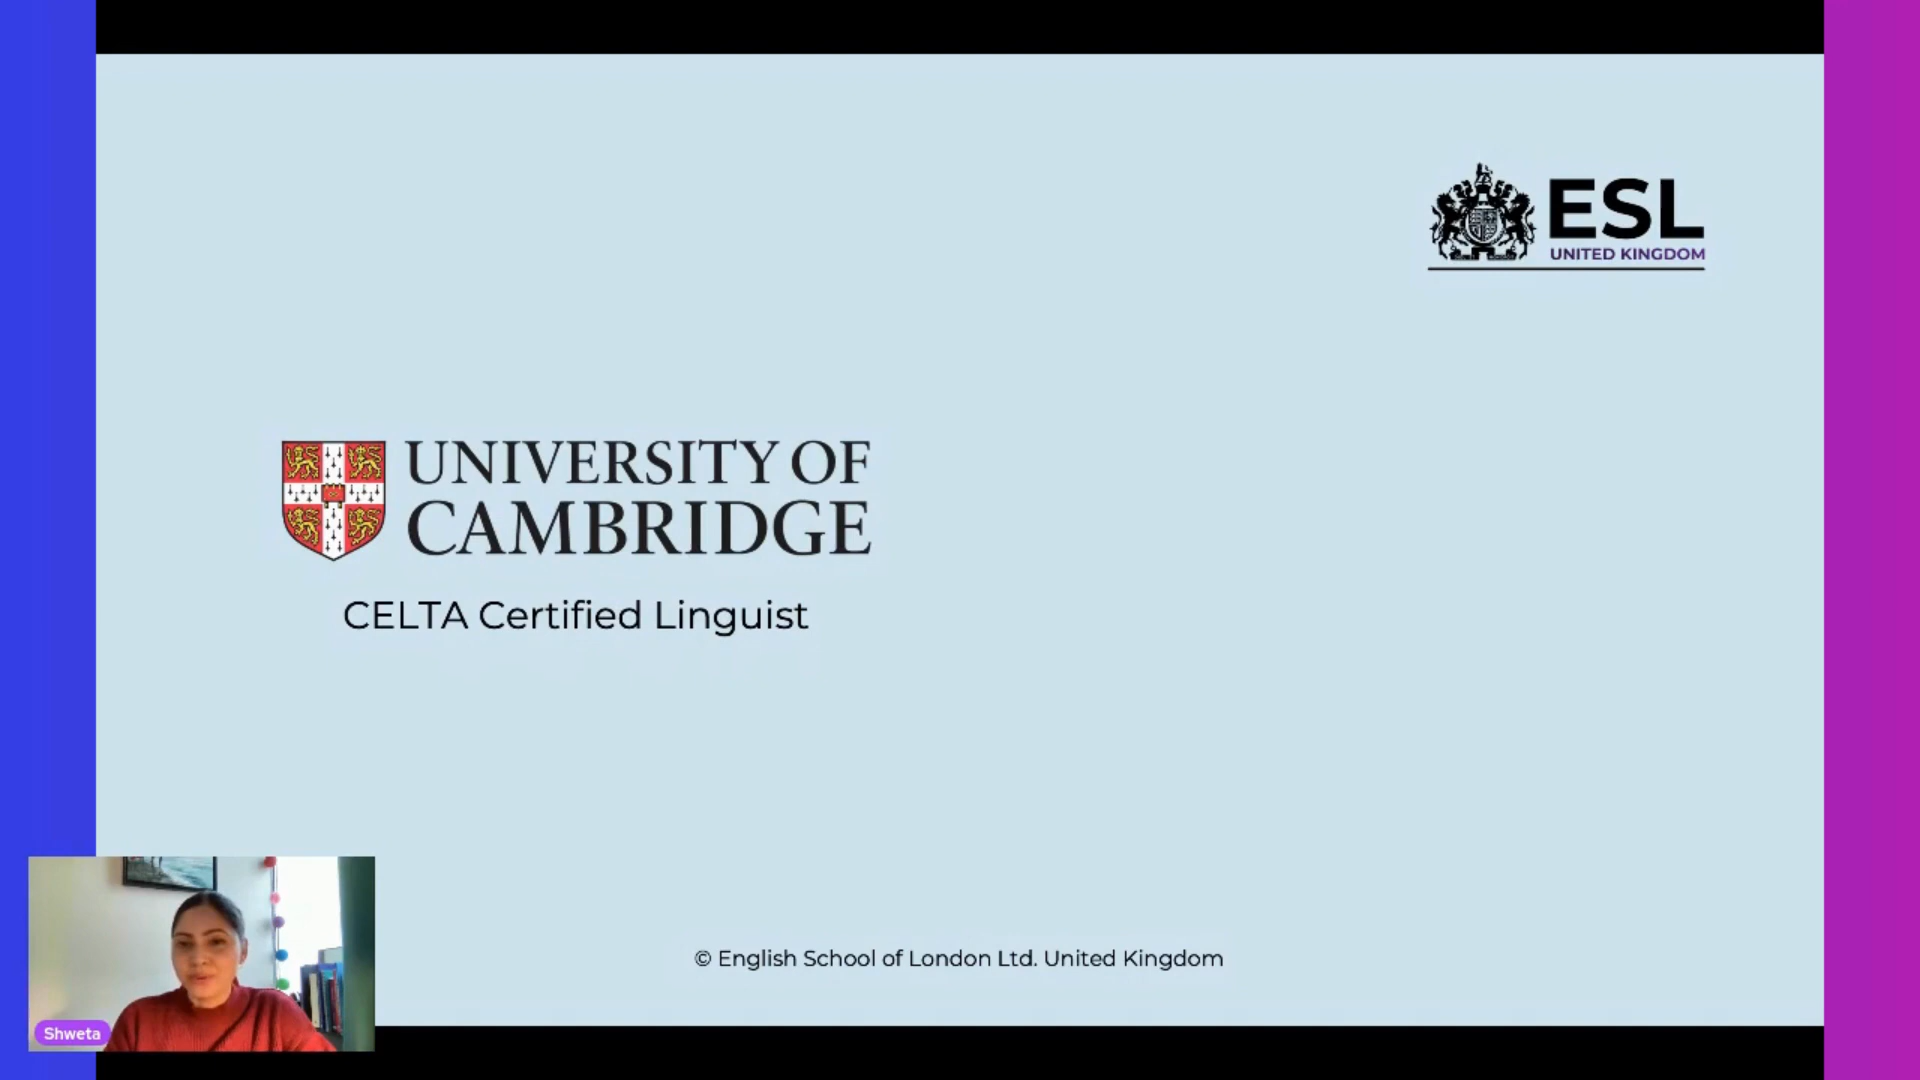 ESL
UNITED KINGDOM
UNIVERSITY OF
CAMBRIDGE
CELTA Certified Linguist
© English School of London Ltd. United Kingdom
Shweta